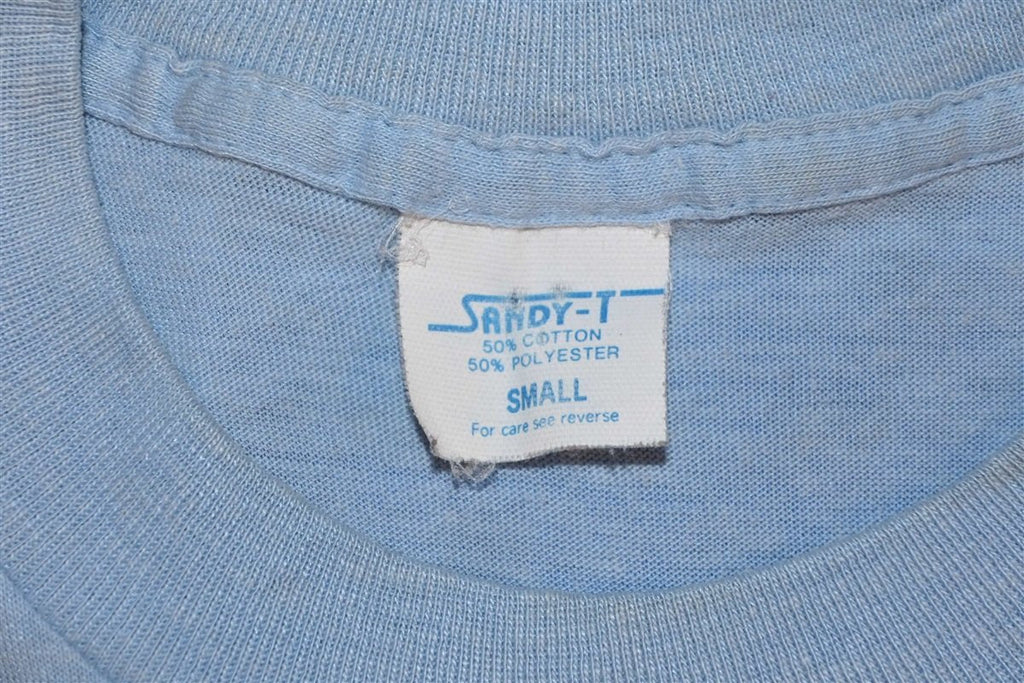 SANDY-T
50% COTTON
50% POLYESTER
SMALL
For care see reverse